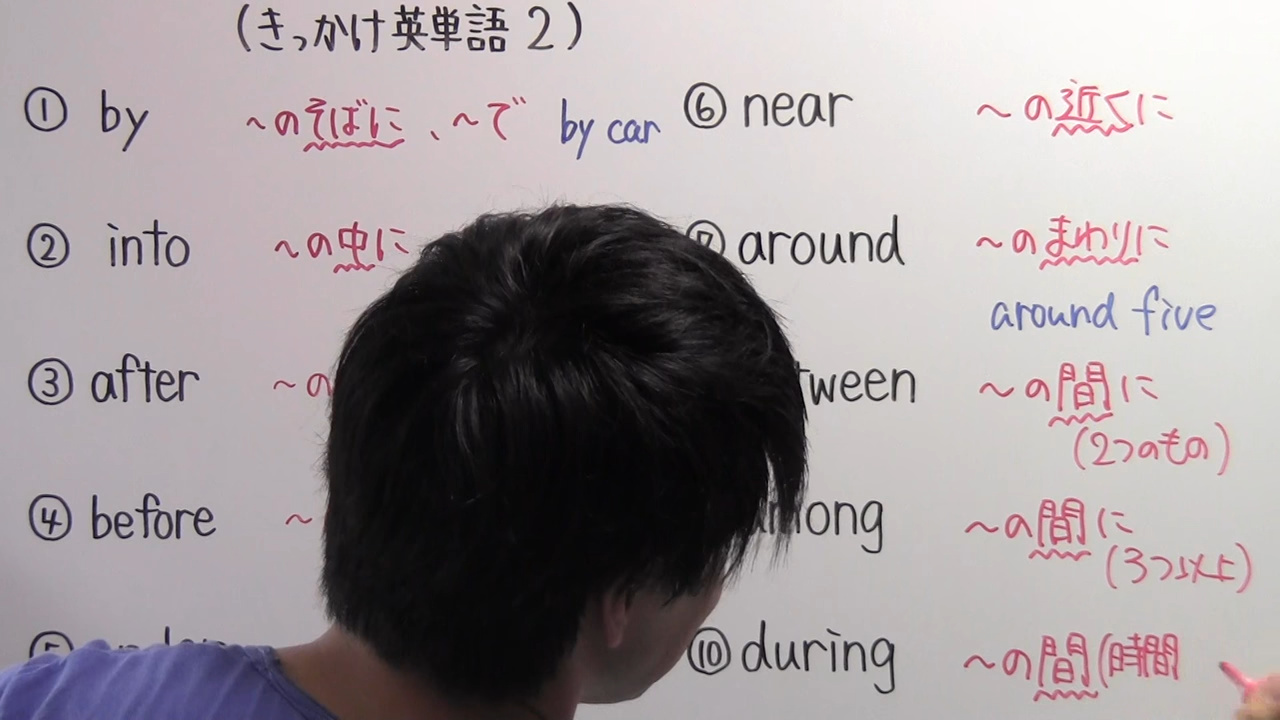 (きっかけ英単語 2)
① by ～のそばに、～で by car
② into ～の中に
③ after ～の
④ before ～
⑤
⑥ near ～の近くに
around ～のまわりに
around five
～の間に
(2つのもの)
～の間に
(3つ以上)
⑩ during ～の間(時間